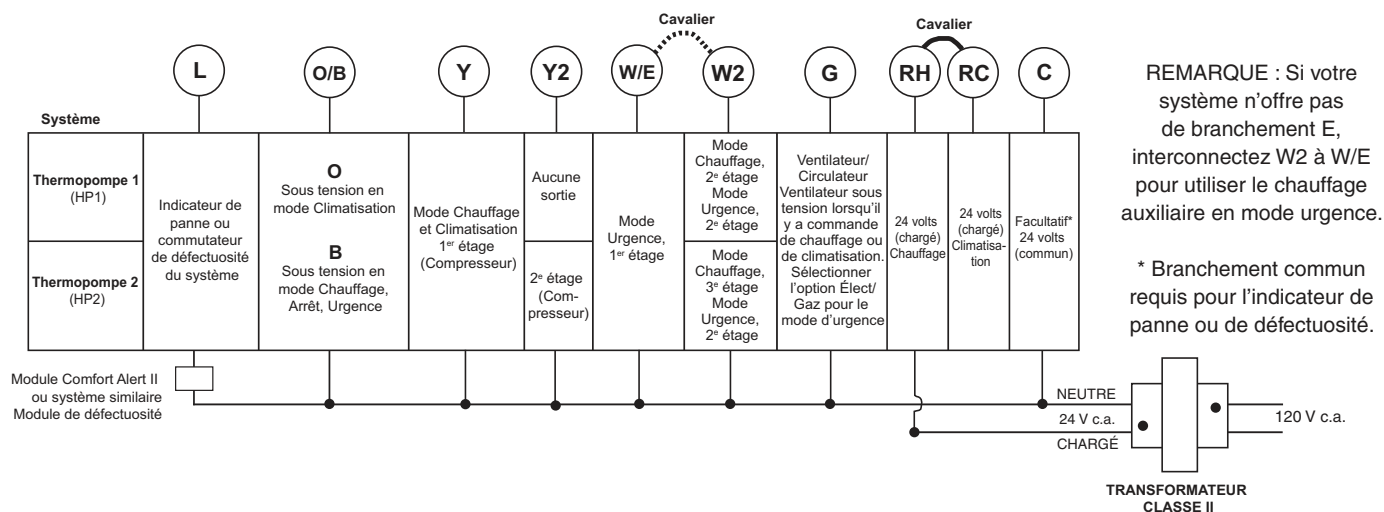 Cavalier
Cavalier
L
O/B
Y
Y2
W/E
W2
G
RH
RC
C
Système
Thermopompe 1
(HP1)
Thermopompe 2
(HP2)
Indicateur de
panne ou
commutateur
de défectuosité
du système
O
Sous tension en
mode Climatisation
B
Sous tension en
mode Chauffage,
Arrêt, Urgence
Mode Chauffage
et Climatisation
1er étage
(Compresseur)
Aucune
sortie
2e étage
(Com-
presseur)
Mode
Urgence,
1er étage
Mode
Chauffage,
2e étage
Mode
Urgence,
2e étage
Mode
Chauffage,
3e étage
Mode
Urgence,
2e étage
Ventilateur/
Circulateur
Ventilateur sous
tension lorsqu'il
y a commande
de chauffage ou
de climatisation.
Sélectionner
l'option Élect/
Gaz pour le
mode d'urgence
24 volts
(chargé)
Chauffage
24 volts
(chargé)
Climatisa-
tion
Facultatif*
24 volts
(commun)
REMARQUE : Si votre
système n'offre pas
de branchement E,
interconnectez W2 à W/E
pour utiliser le chauffage
auxiliaire en mode urgence.
* Branchement commun
requis pour l'indicateur de
panne ou de défectuosité.
Module Comfort Alert II
ou système similaire
Module de défectuosité
NEUTRE
24 V c.a.
CHARGÉ
120 V c.a.
TRANSFORMATEUR
CLASSE II